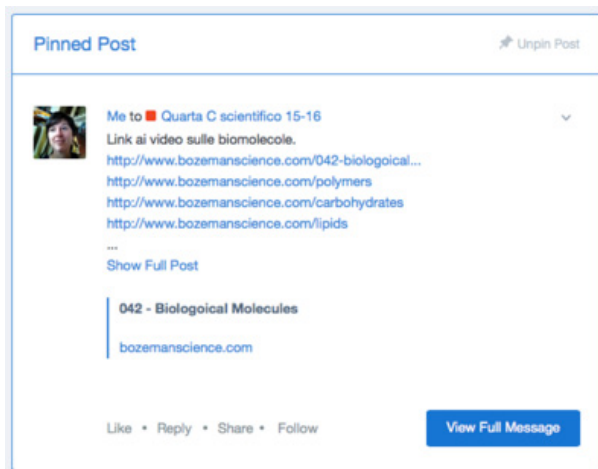 Pinned Post
Unpin Post
Me to Quarta C scientifico 15-16
Link ai video sulle biomolecole.
http://www.bozemanscience.com/042-biologoical...
http://www.bozemanscience.com/polymers
http://www.bozemanscience.com/carbohydrates
http://www.bozemanscience.com/lipids
...
Show Full Post
042 - Biologoical Molecules
bozemanscience.com
Like • Reply • Share • Follow
View Full Message